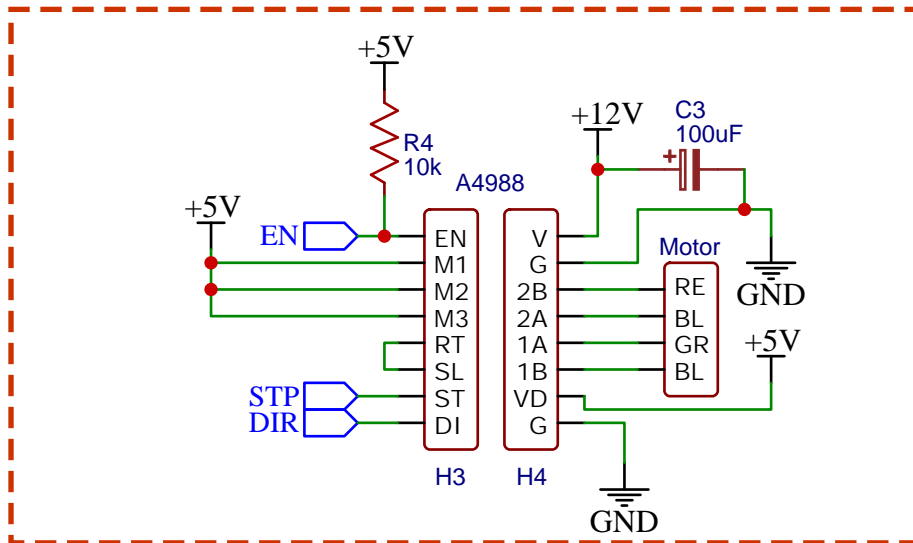 +5V
R4
10k
+12V
C3
100uF
+
A4988
+5V
EN
EN
M1
M2
M3
RT
SL
ST
DI
STP
DIR
H3
V
G
2B
2A
1A
1B
VD
G
H4
Motor
RE
BL
GR
BL
GND
+5V
GND